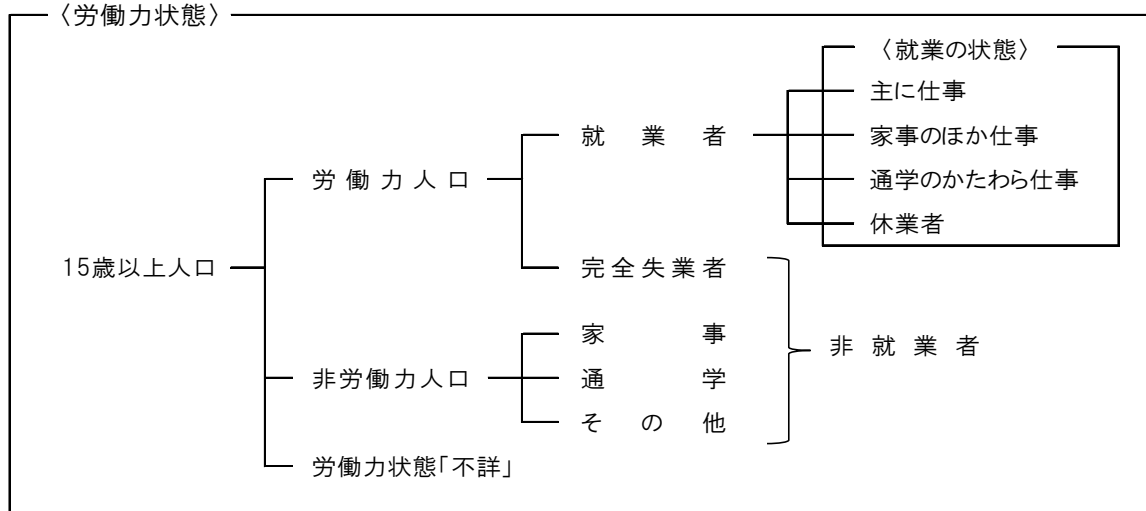 〈労働力状態〉
〈就業の状態〉
主に仕事
就業者
家事のほか仕事
労働力人口
通学のかたわら仕事
休業者
15歳以上人口
完全失業者
家事
非就業者
非労働力人口
通学
その他
労働力状態「不詳」